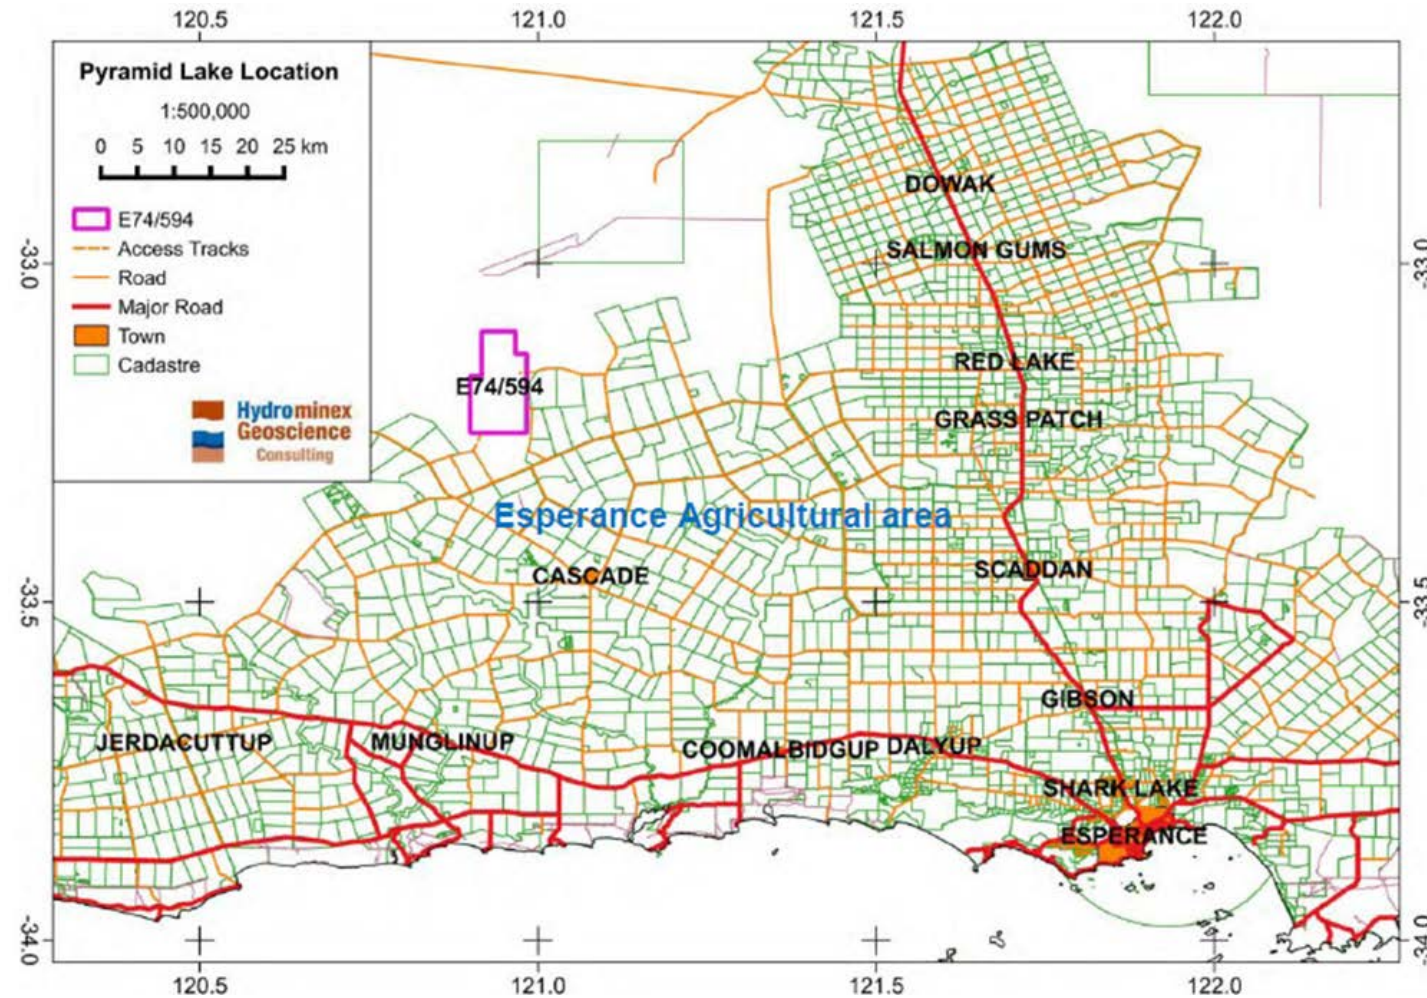 120.5 121.0 121.5 122.0
Pyramid Lake Location
1:500,000
0 5 10 15 20 25 km
E74/594
Access Tracks
Road
Major Road
Town
Cadastre
Hydrominex
Geoscience
Consulting
-33.0
-33.0
DOWAK
SALMON GUMS
RED LAKE
E74/594
GRASS PATCH
Esperance Agricultural area
SCADDAN
CASCADE
-33.5
-33.5
GIBSON
JERDACUTTUP
MUNGLINUP
COOMALBIDGUP
DALYUP
SHARK LAKE
ESPERANCE
-34.0
-34.0
120.5 121.0 121.5 122.0